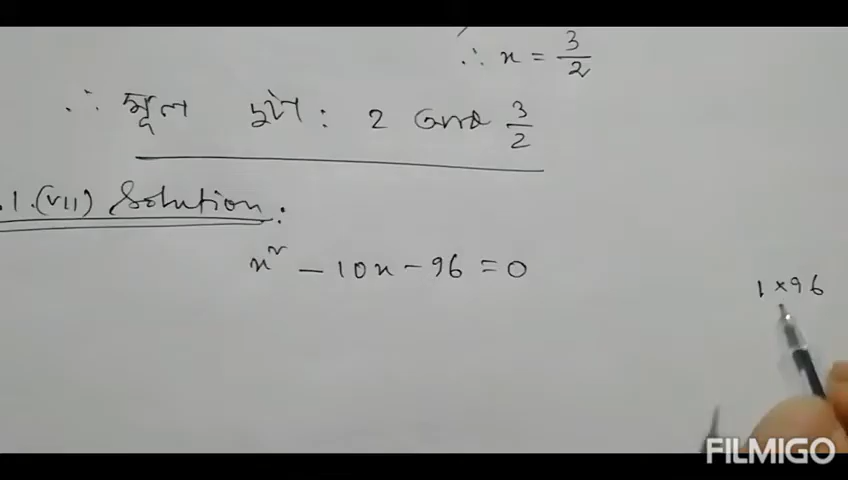 ∴ x = 3/2
∴ মূল দুটা : 2 and 3/2
.1.(VII) Solution :
x² - 10x - 96 = 0
1 × 96
FILMIGO